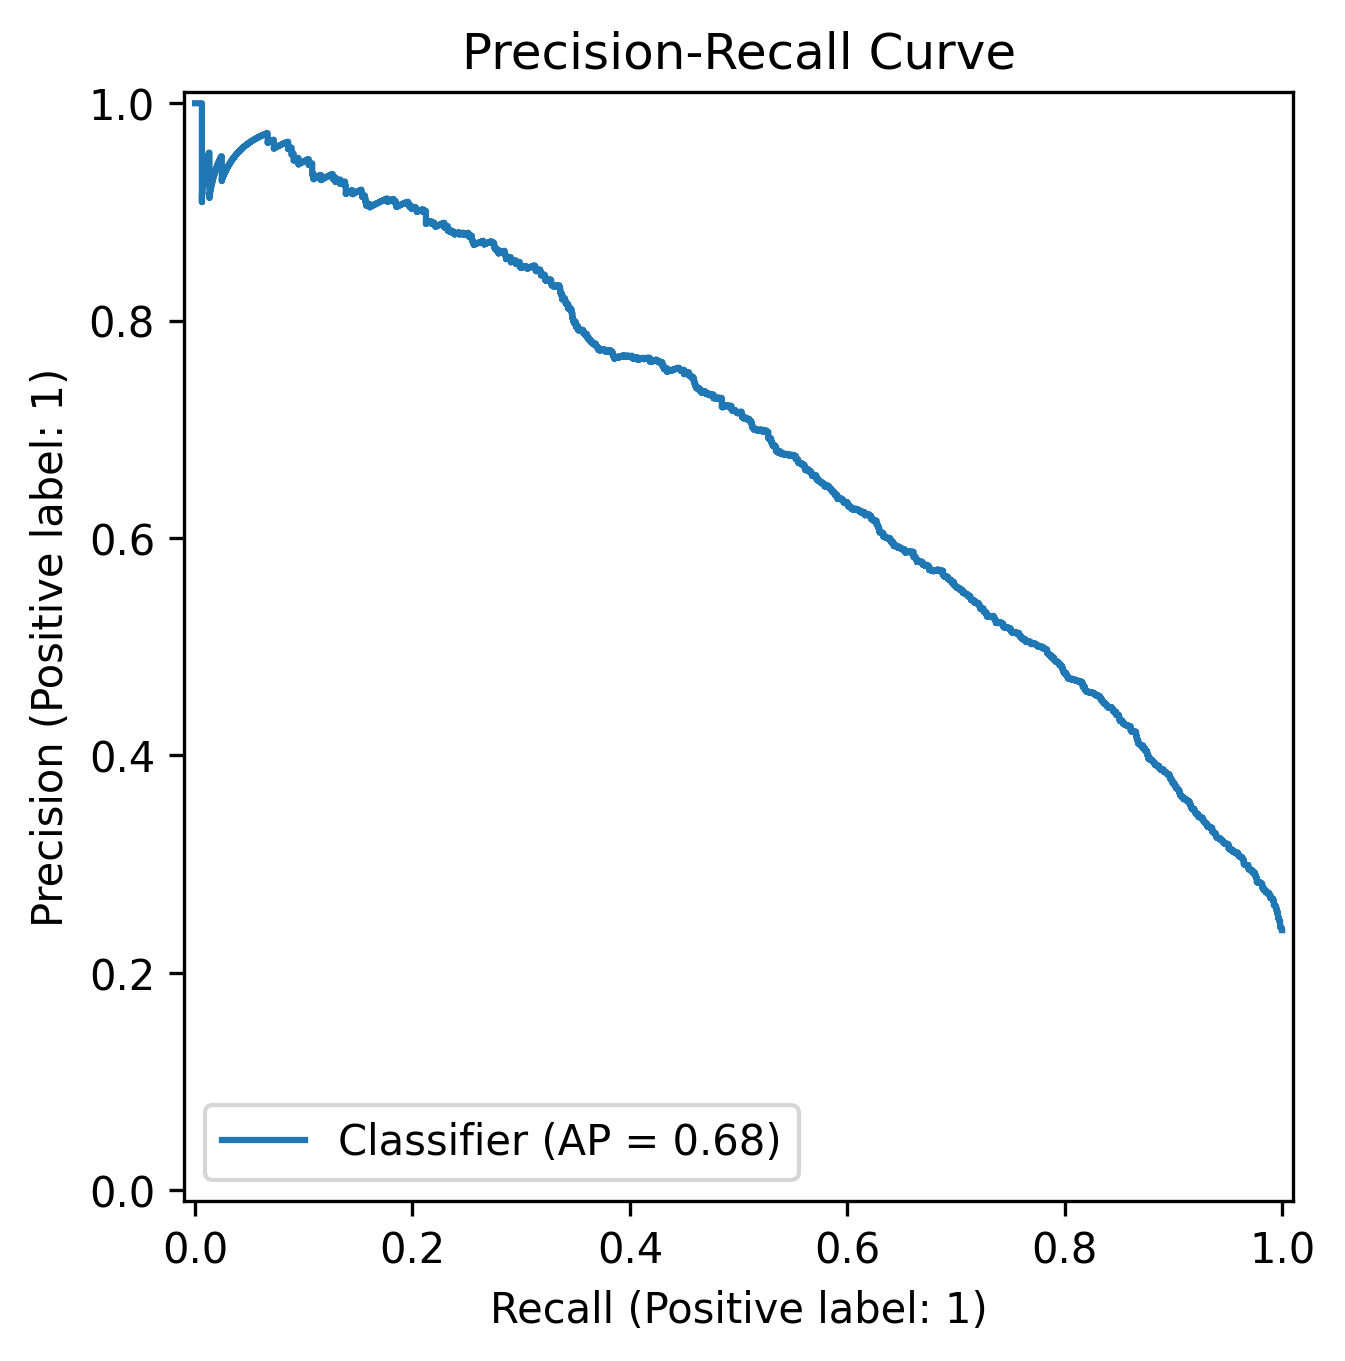 Precision-Recall Curve
1.0
0.8
0.6
0.4
0.2
0.0
Precision (Positive label: 1)
Classifier (AP = 0.68)
0.0 0.2 0.4 0.6 0.8 1.0
Recall (Positive label: 1)